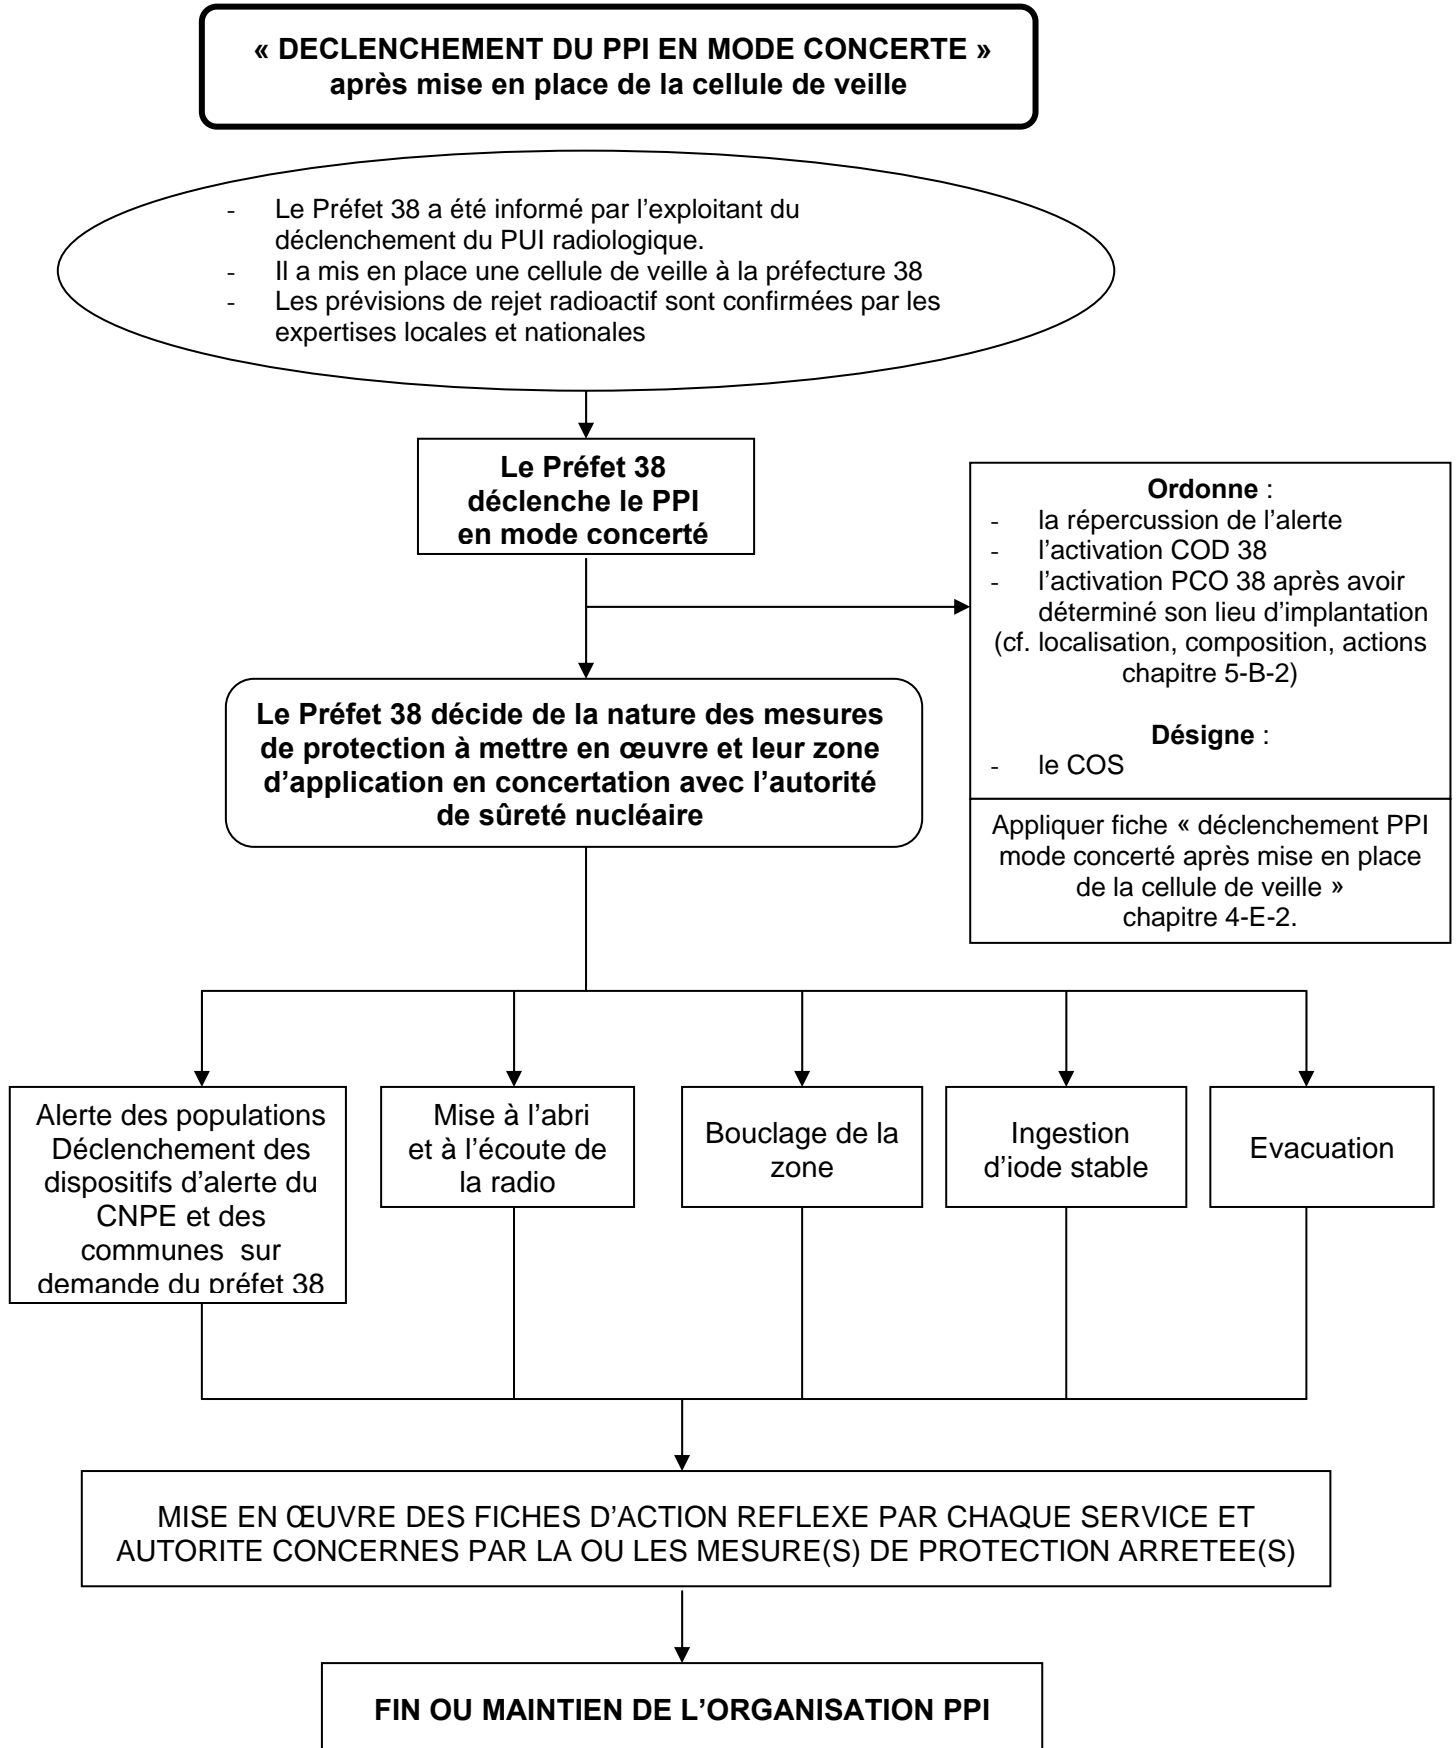 « DECLENCHEMENT DU PPI EN MODE CONCERTE »
après mise en place de la cellule de veille
- Le Préfet 38 a été informé par l’exploitant du
déclenchement du PUI radiologique.
- Il a mis en place une cellule de veille à la préfecture 38
- Les prévisions de rejet radioactif sont confirmées par les
expertises locales et nationales
Le Préfet 38
déclenche le PPI
en mode concerté
Ordonne :
- la répercussion de l’alerte
- l’activation COD 38
- l’activation PCO 38 après avoir
déterminé son lieu d’implantation
(cf. localisation, composition, actions
chapitre 5-B-2)
Désigne :
- le COS
Appliquer fiche « déclenchement PPI
mode concerté après mise en place
de la cellule de veille »
chapitre 4-E-2.
Le Préfet 38 décide de la nature des mesures
de protection à mettre en œuvre et leur zone
d’application en concertation avec l’autorité
de sûreté nucléaire
Alerte des populations
Déclenchement des
dispositifs d’alerte du
CNPE et des
communes sur
demande du préfet 38
Mise à l’abri
et à l’écoute de
la radio
Bouclage de la
zone
Ingestion
d’iode stable
Evacuation
MISE EN ŒUVRE DES FICHES D’ACTION REFLEXE PAR CHAQUE SERVICE ET
AUTORITE CONCERNES PAR LA OU LES MESURE(S) DE PROTECTION ARRETEE(S)
FIN OU MAINTIEN DE L’ORGANISATION PPI